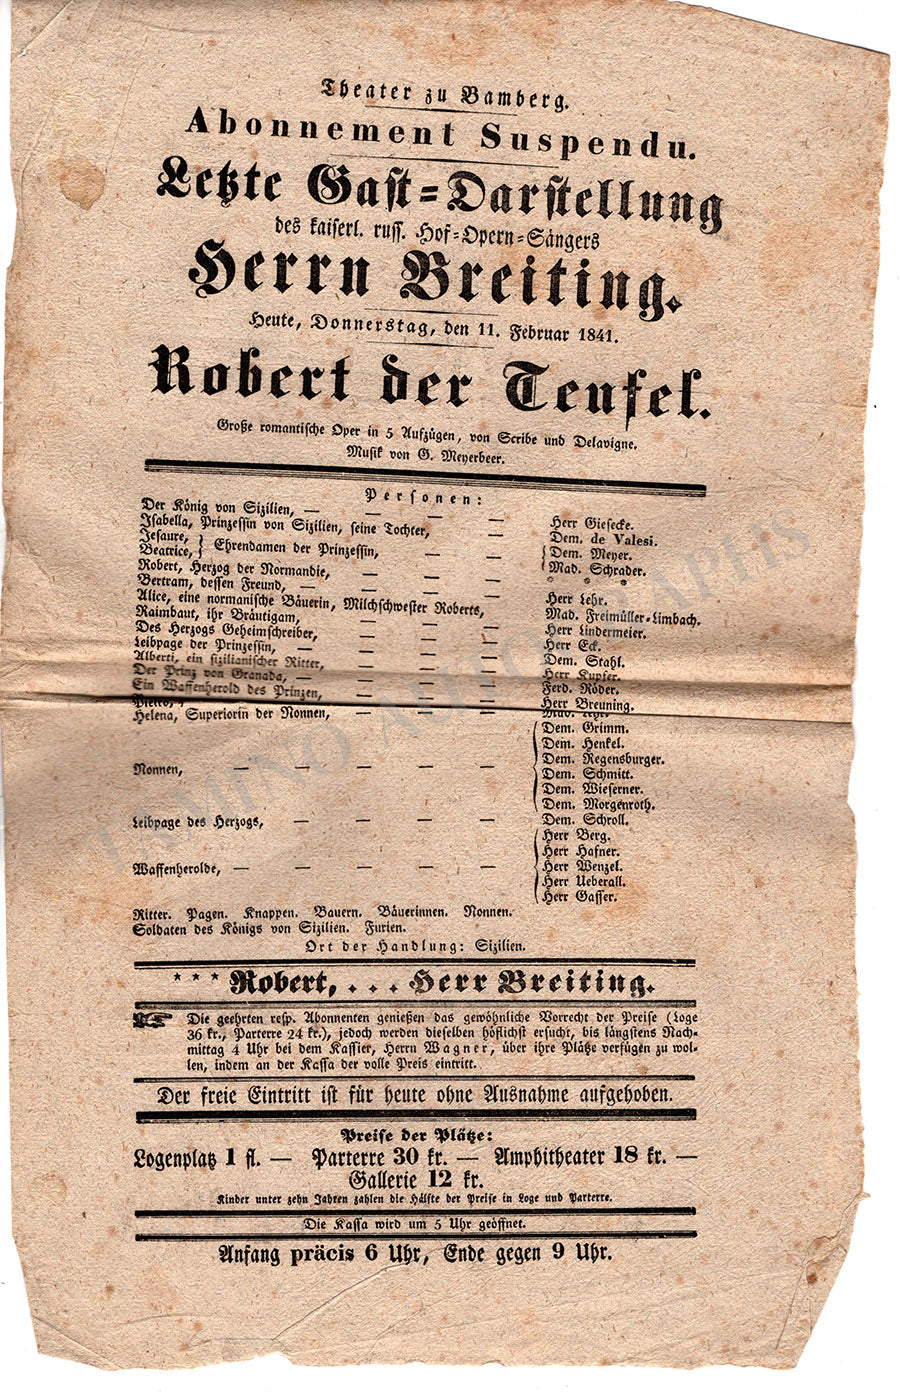 Theater zu Bamberg.
Abonnement Suspendu.
Letzte Gast=Darstellung
des kaiserl. russ. Hof=Opern=Sängers
Herrn Breiting.
Heute, Donnerstag, den 11. Februar 1841.
Robert der Teufel.
Große romantische Oper in 5 Aufzügen, von Scribe und Delavigne.
Musik von G. Meyerbeer.
Personen:
Der König von Sizilien, — — — — Herr Giesecke.
Isabella, Prinzessin von Sizilien, seine Tochter, — Dem. de Valesi.
Jesaure, } Ehrendamen der Prinzessin, — — { Dem. Meyer.
Beatrice, } { Mad. Schrader.
Robert, Herzog der Normandie, — — — * * *
Bertram, dessen Freund, — — — — Herr Lehr.
Alice, eine normanische Bäuerin, Milchschwester Roberts, Mad. Freimüller=Limbach.
Raimbaut, ihr Bräutigam, — — — Herr Lindermeier.
Des Herzogs Geheimschreiber, — — — Herr Eck.
Leibpage der Prinzessin, — — — — Dem. Stahl.
Alberti, ein sizilianischer Ritter, — — — Herr Kupfer.
Der Prinz von Granada, — — — — Ferd. Röder.
Ein Waffenherold des Prinzen, — — — Herr Breuning.
Helena, Superiorin der Nonnen, — — — Mad.
Nonnen, — — — — — { Dem. Grimm.
Dem. Henkel.
Dem. Regensburger.
Dem. Schmitt.
Dem. Wieserner.
Dem. Morgenroth.
Leibpage des Herzogs, — — — — Dem. Schroll.
Waffenherolde, — — — — — { Herr Berg.
Herr Hafner.
Herr Wenzel.
Herr Ueberall.
Herr Gasser.
Ritter. Pagen. Knappen. Bauern. Bäuerinnen. Nonnen.
Soldaten des Königs von Sizilien. Furien.
Ort der Handlung: Sizilien.
* * * Robert, . . . Herr Breiting.
Die geehrten resp. Abonnenten genießen das gewöhnliche Vorrecht der Preise (Loge
36 kr., Parterre 24 kr.), jedoch werden dieselben höflichst ersucht, bis längstens Nach=
mittag 4 Uhr bei dem Kassier, Herrn Wagner, über ihre Plätze verfügen zu wol=
len, indem an der Kassa der volle Preis eintritt.
Der freie Eintritt ist für heute ohne Ausnahme aufgehoben.
Preise der Plätze:
Logenplatz 1 fl. — Parterre 30 kr. — Amphitheater 18 kr. —
Gallerie 12 kr.
Kinder unter zehn Jahren zahlen die Hälfte der Preise in Loge und Parterre.
Die Kassa wird um 5 Uhr geöffnet.
Anfang präcis 6 Uhr, Ende gegen 9 Uhr.
TAMINO AUTOGRAPHS